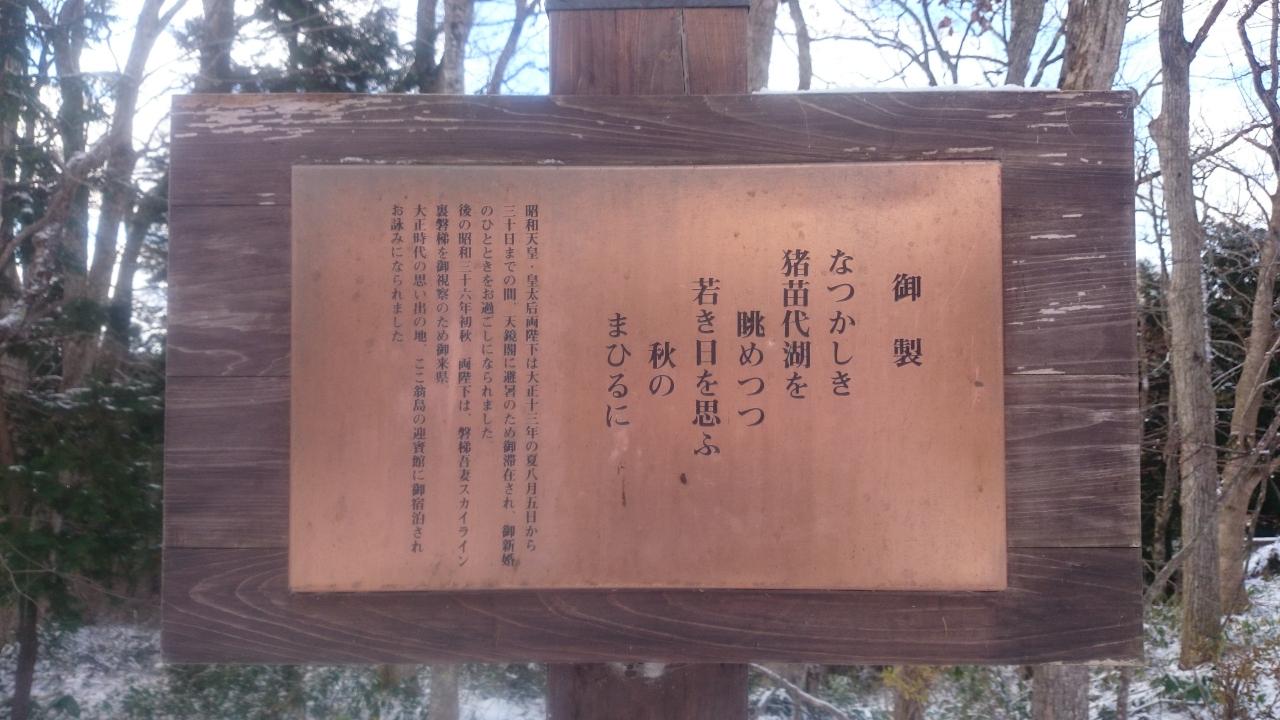 御製
なつかしき
猪苗代湖を
眺めつつ
若き日を思ふ
秋の
まひるに
昭和天皇・皇太后両陛下は大正十三年の夏八月五日から
三十日までの間、天鏡閣に避暑のため御滞在され、御新婚
のひとときをお過ごしになられました
後の昭和三十六年初秋　両陛下は、磐梯吾妻スカイライン
裏磐梯を御視察のため御来県
大正時代の思い出の地　ここ翁島の迎賓館に御宿泊され
お詠みになられました